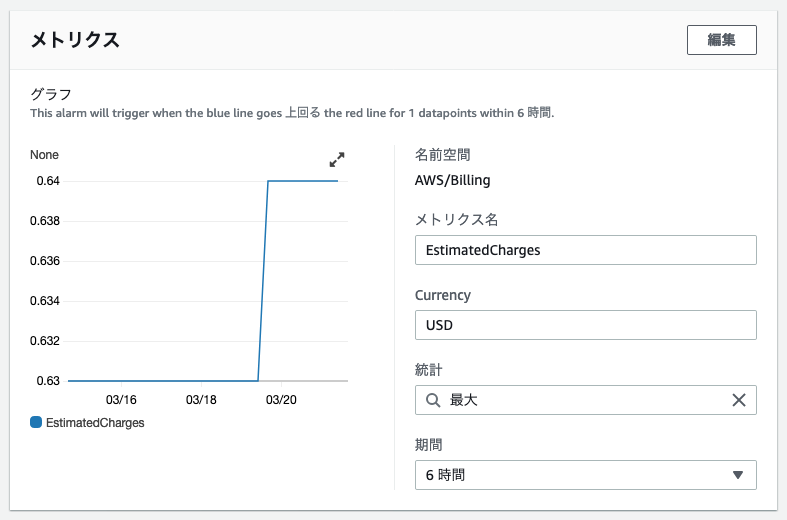 メトリクス
編集
グラフ
This alarm will trigger when the blue line goes 上回る the red line for 1 datapoints within 6 時間.
None
0.64
0.638
0.636
0.634
0.632
0.63
03/16
03/18
03/20
EstimatedCharges
名前空間
AWS/Billing
メトリクス名
EstimatedCharges
Currency
USD
統計
最大
期間
6 時間